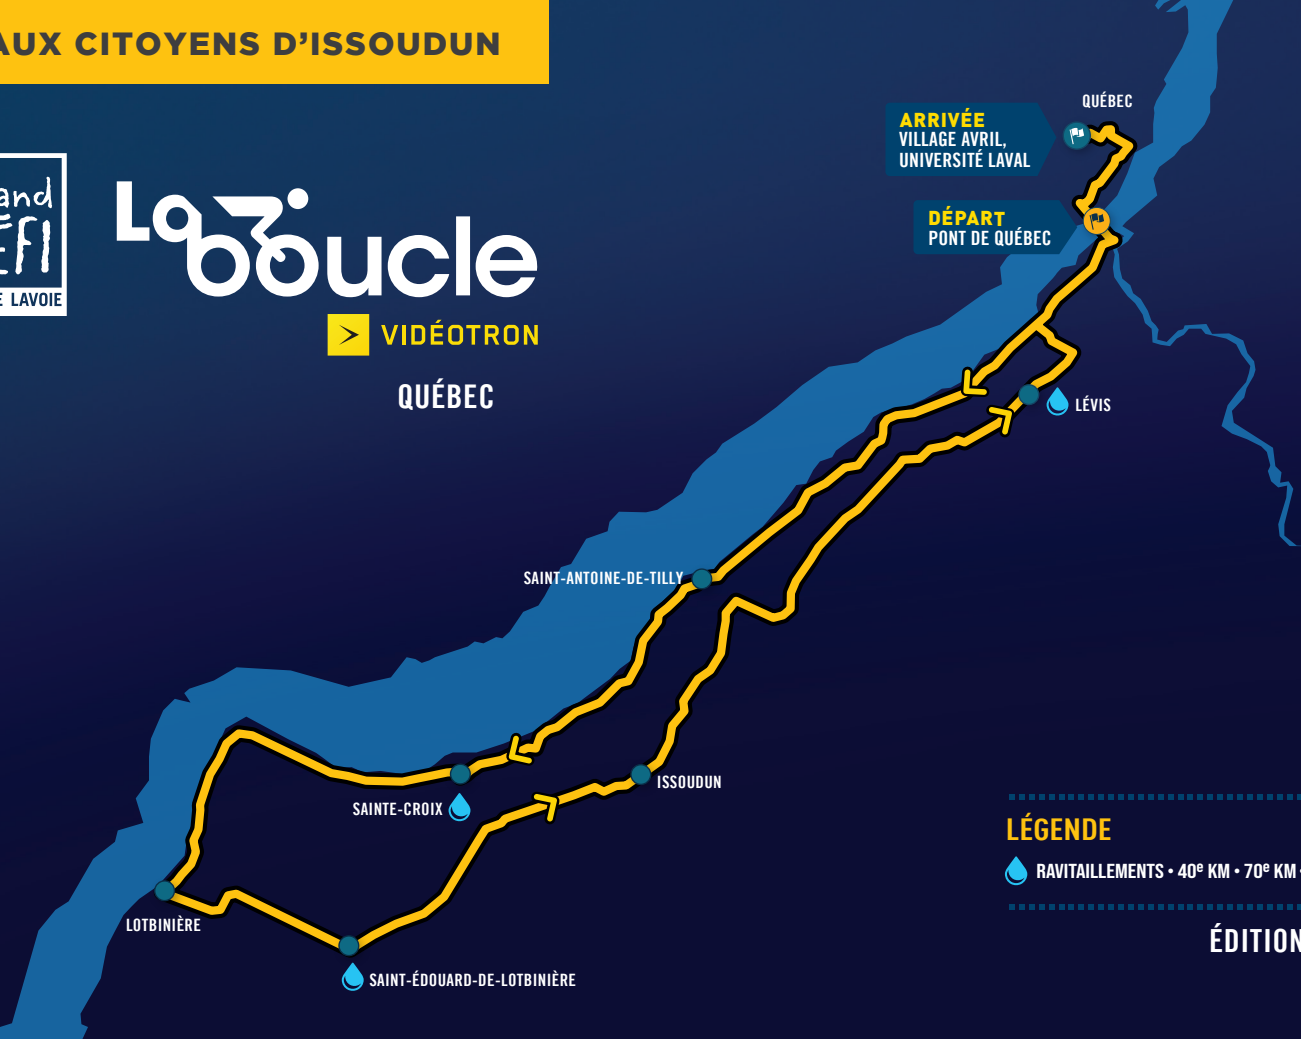 AUX CITOYENS D'ISSOUDUN
QUÉBEC
ARRIVÉE
VILLAGE AVRIL,
UNIVERSITÉ LAVAL
DÉPART
PONT DE QUÉBEC
LAVOIE
La
boucle
VIDÉOTRON
QUÉBEC
LÉVIS
SAINT-ANTOINE-DE-TILLY
ISSOUDUN
SAINTE-CROIX
LOTBINIÈRE
SAINT-ÉDOUARD-DE-LOTBINIÈRE
LÉGENDE
RAVITAILLEMENTS • 40e KM • 70e KM •
ÉDITION